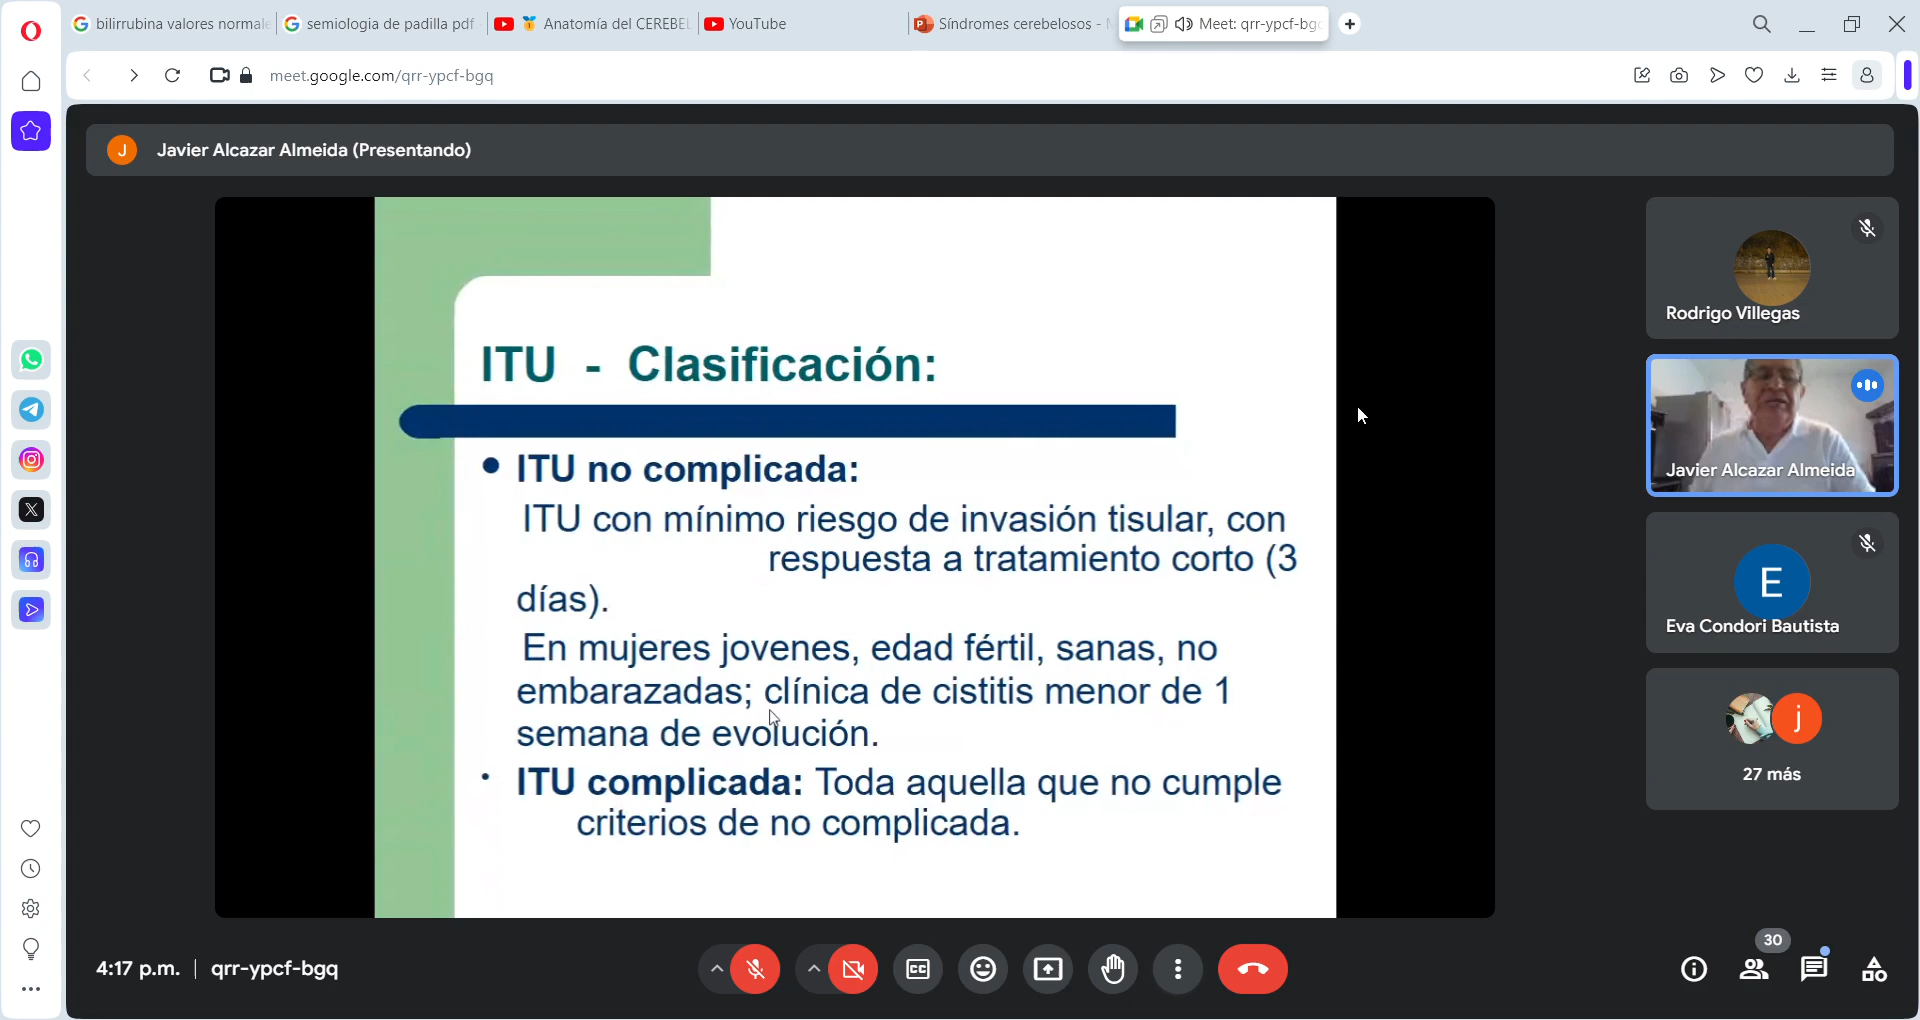 bilirrubina valores normale
semiologia de padilla pdf
Anatomía del CEREBEL
YouTube
Síndromes cerebelosos -
Meet: qrr-ypcf-bgq
meet.google.com/qrr-ypcf-bgq
J
Javier Alcazar Almeida (Presentando)
ITU - Clasificación:
ITU no complicada:
ITU con mínimo riesgo de invasión tisular, con
respuesta a tratamiento corto (3
días).
En mujeres jovenes, edad fértil, sanas, no
embarazadas; clínica de cistitis menor de 1
semana de evolución.
ITU complicada: Toda aquella que no cumple
criterios de no complicada.
Rodrigo Villegas
Javier Alcazar Almeida
E
Eva Condori Bautista
j
27 más
4:17 p.m. | qrr-ypcf-bgq
CC
30